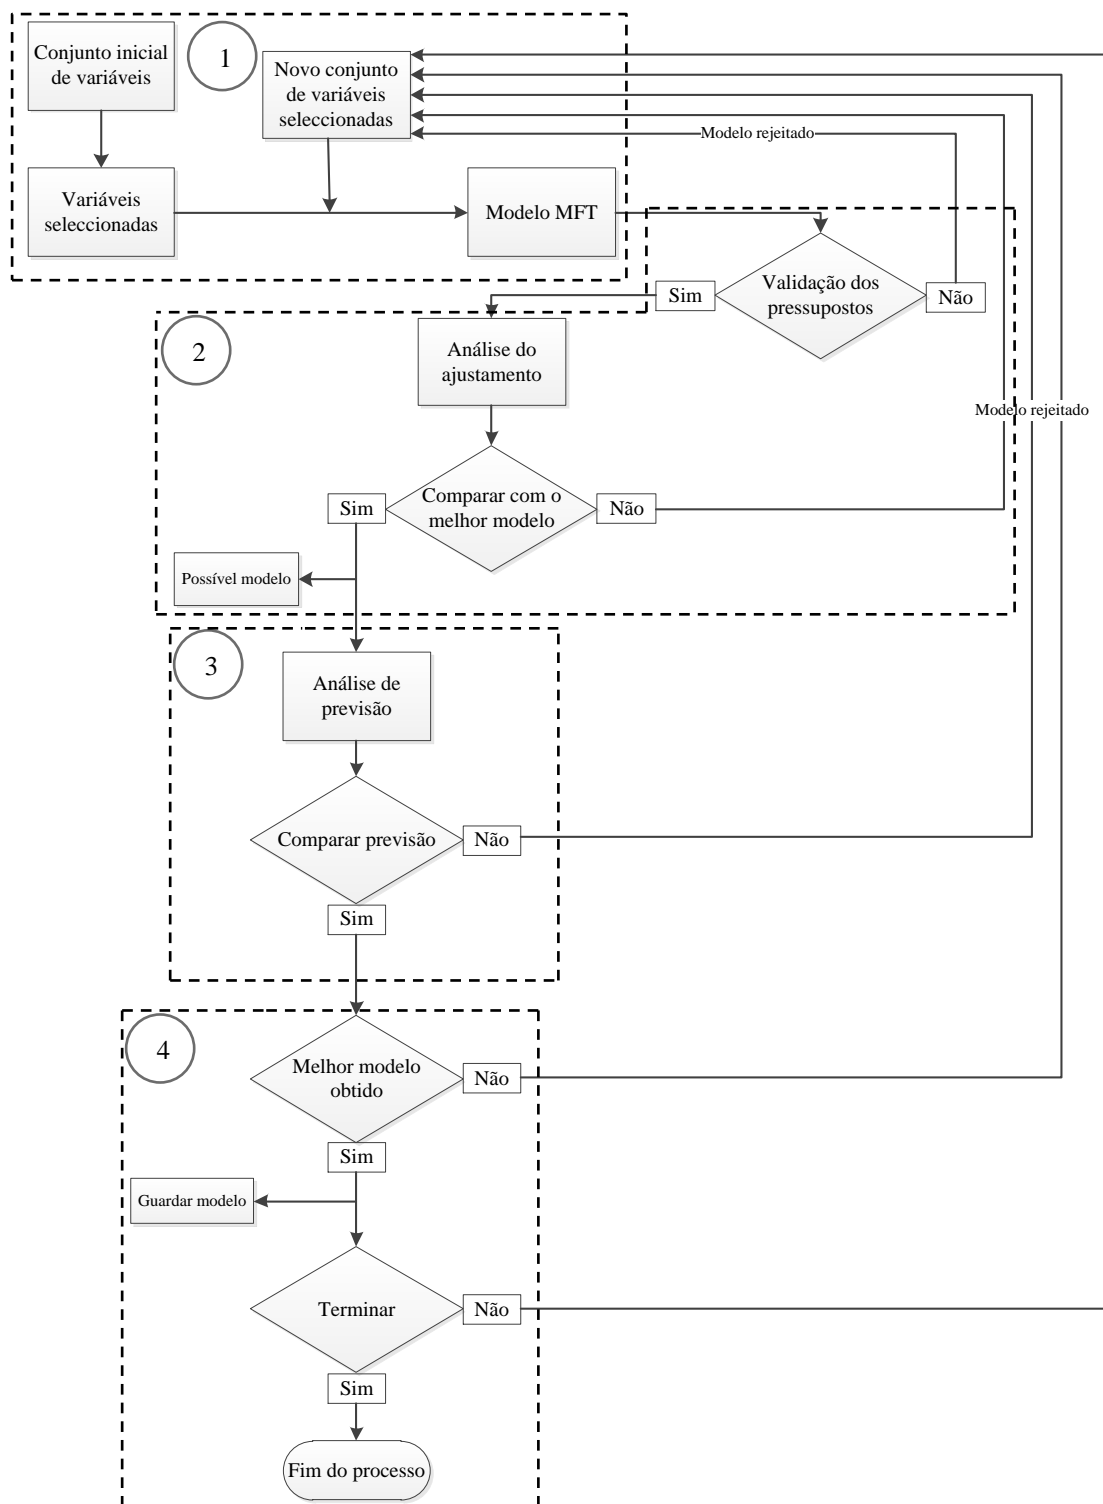 Conjunto inicial
de variáveis
1
Novo conjunto
de variáveis
seleccionadas
Modelo rejeitado
Variáveis
seleccionadas
Modelo MFT
Validação dos
pressupostos
Sim
Não
2
Análise do
ajustamento
Modelo rejeitado
Comparar com o
melhor modelo
Sim
Não
Possível modelo
3
Análise de
previsão
Comparar previsão
Não
Sim
4
Melhor modelo
obtido
Não
Sim
Guardar modelo
Terminar
Não
Sim
Fim do processo